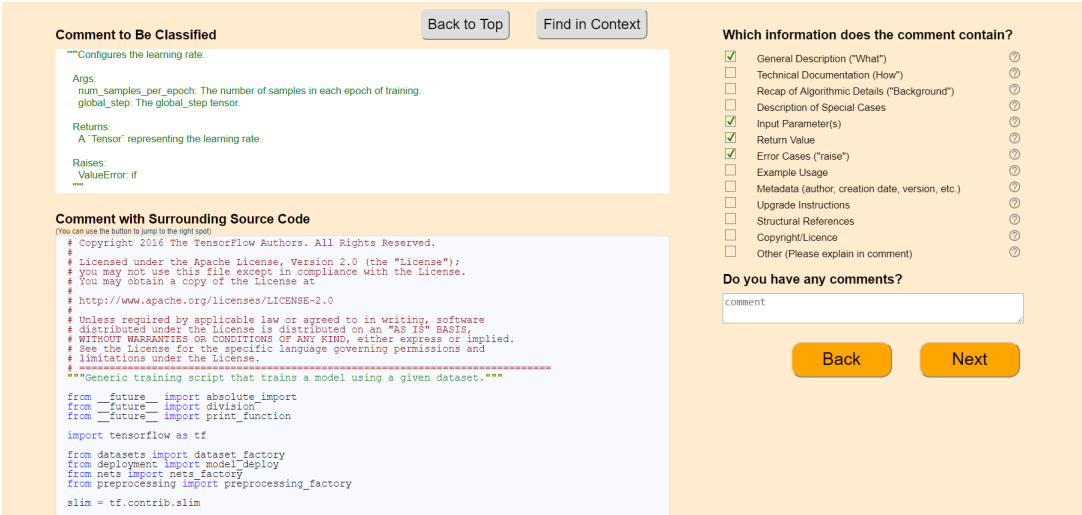 Back to Top
Find in Context
Comment to Be Classified
"""Configures the learning rate.
Args:
num_samples_per_epoch: The number of samples in each epoch of training.
global_step: The global_step tensor.
Returns:
A `Tensor` representing the learning rate.
Raises:
ValueError: if
"""
Comment with Surrounding Source Code
(You can use the button to jump to the right spot)
# Copyright 2016 The TensorFlow Authors. All Rights Reserved.
#
# Licensed under the Apache License, Version 2.0 (the "License");
# you may not use this file except in compliance with the License.
# You may obtain a copy of the License at
#
# http://www.apache.org/licenses/LICENSE-2.0
#
# Unless required by applicable law or agreed to in writing, software
# distributed under the License is distributed on an "AS IS" BASIS,
# WITHOUT WARRANTIES OR CONDITIONS OF ANY KIND, either express or implied.
# See the License for the specific language governing permissions and
# limitations under the License.
# ==============================================================================
"""Generic training script that trains a model using a given dataset."""
from __future__ import absolute_import
from __future__ import division
from __future__ import print_function
import tensorflow as tf
from datasets import dataset_factory
from deployment import model_deploy
from nets import nets_factory
from preprocessing import preprocessing_factory
slim = tf.contrib.slim
Which information does the comment contain?
General Description ("What") ?
Technical Documentation (How") ?
Recap of Algorithmic Details ("Background") ?
Description of Special Cases ?
Input Parameter(s) ?
Return Value ?
Error Cases ("raise") ?
Example Usage ?
Metadata (author, creation date, version, etc.) ?
Upgrade Instructions ?
Structural References ?
Copyright/Licence ?
Other (Please explain in comment) ?
Do you have any comments?
comment
Back
Next